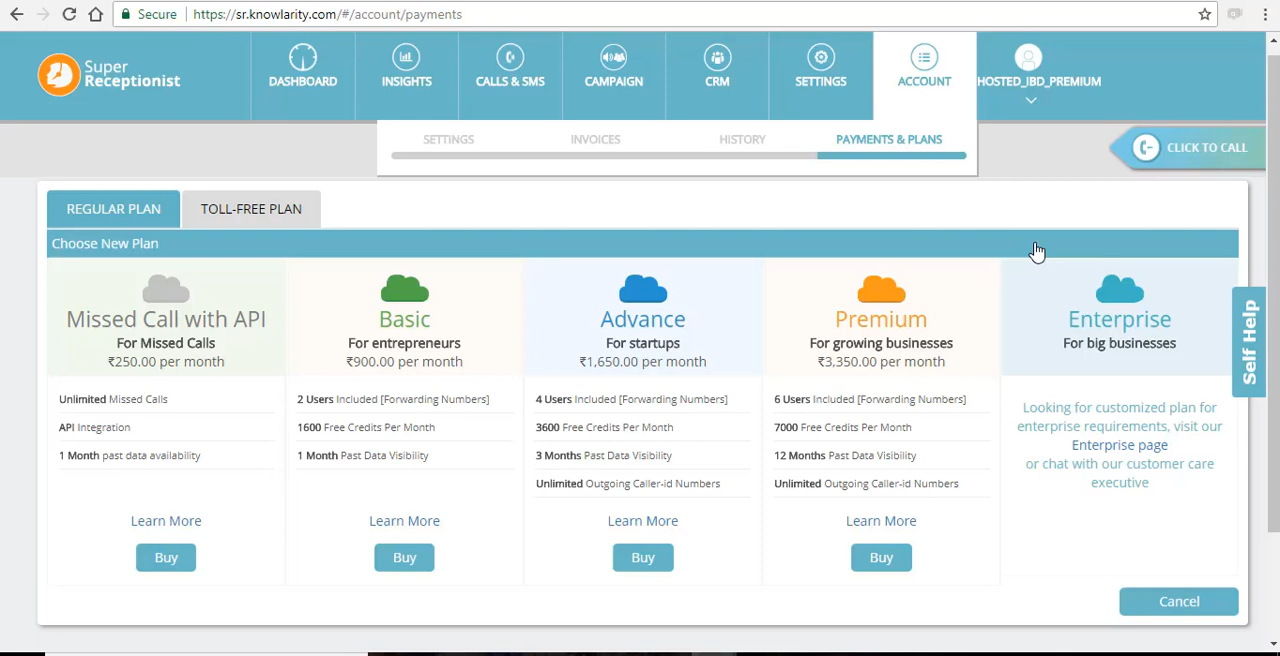 Secure https://sr.knowlarity.com/#/account/payments
Super
Receptionist
DASHBOARD
INSIGHTS
CALLS & SMS
CAMPAIGN
CRM
SETTINGS
ACCOUNT
HOSTED_IBD_PREMIUM
SETTINGS
INVOICES
HISTORY
PAYMENTS & PLANS
CLICK TO CALL
REGULAR PLAN
TOLL-FREE PLAN
Choose New Plan
Missed Call with API
For Missed Calls
₹250.00 per month
Unlimited Missed Calls
API Integration
1 Month past data availability
Learn More
Buy
Basic
For entrepreneurs
₹900.00 per month
2 Users Included [Forwarding Numbers]
1600 Free Credits Per Month
1 Month Past Data Visibility
Learn More
Buy
Advance
For startups
₹1,650.00 per month
4 Users Included [Forwarding Numbers]
3600 Free Credits Per Month
3 Months Past Data Visibility
Unlimited Outgoing Caller-id Numbers
Learn More
Buy
Premium
For growing businesses
₹3,350.00 per month
6 Users Included [Forwarding Numbers]
7000 Free Credits Per Month
12 Months Past Data Visibility
Unlimited Outgoing Caller-id Numbers
Learn More
Buy
Enterprise
For big businesses
Looking for customized plan for
enterprise requirements, visit our
Enterprise page
or chat with our customer care
executive
Self Help
Cancel